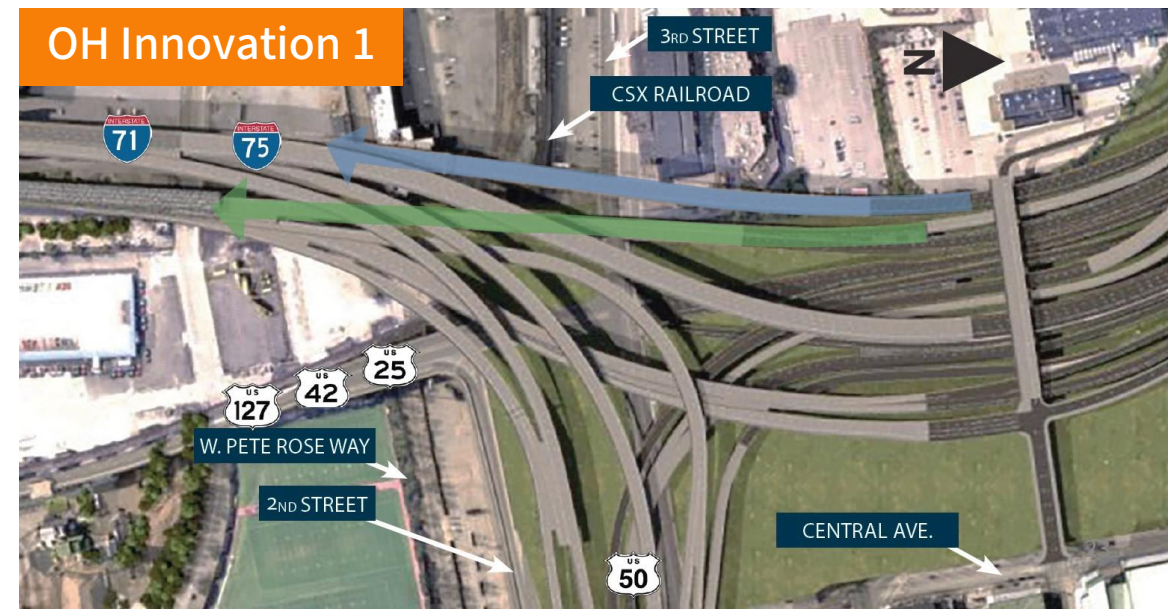 OH Innovation 1
3RD STREET
N
CSX RAILROAD
INTERSTATE
71
INTERSTATE
75
US
25
US
42
US
127
W. PETE ROSE WAY
2ND STREET
CENTRAL AVE.
US
50